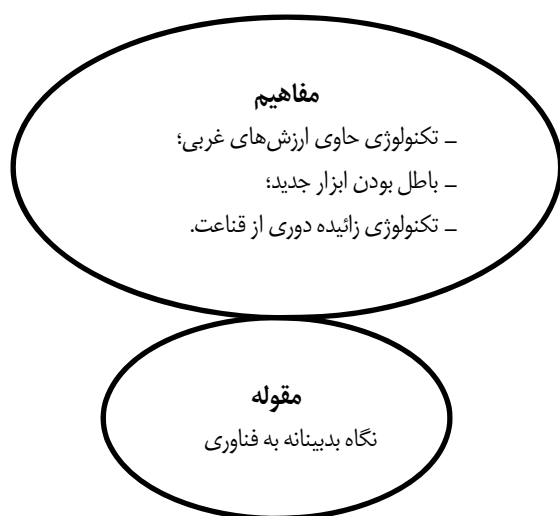 مفاهیم
ـ تکنولوژی حاوی ارزش‌های غربی؛
ـ باطل بودن ابزار جدید؛
ـ تکنولوژی زائیده دوری از قناعت.
مقوله
نگاه بدبینانه به فناوری